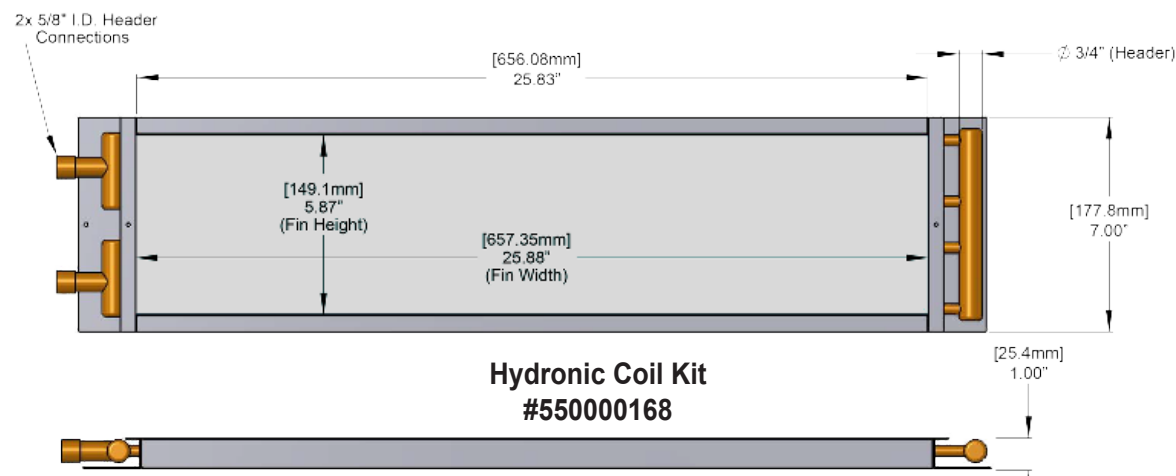 2x 5/8" I.D. Header
Connections
[656.08mm]
25.83"
Ø 3/4" (Header)
[149.1mm]
5.87"
(Fin Height)
[657.35mm]
25.88"
(Fin Width)
[177.8mm]
7.00"
[25.4mm]
1.00"
Hydronic Coil Kit
#550000168